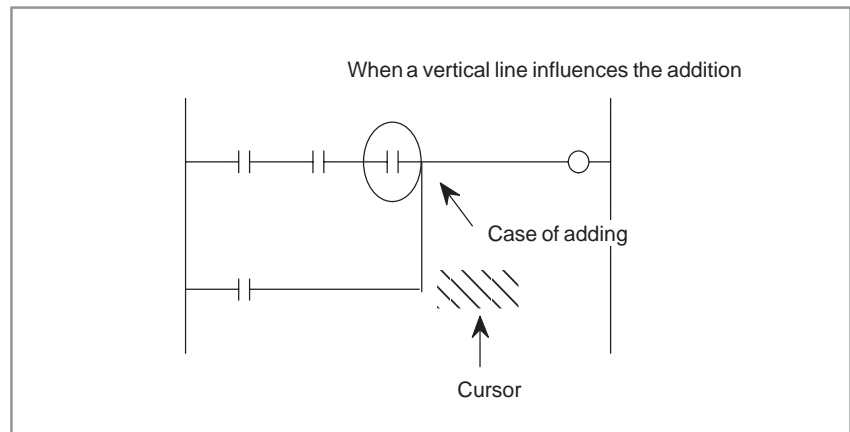 When a vertical line influences the addition
Case of adding
Cursor